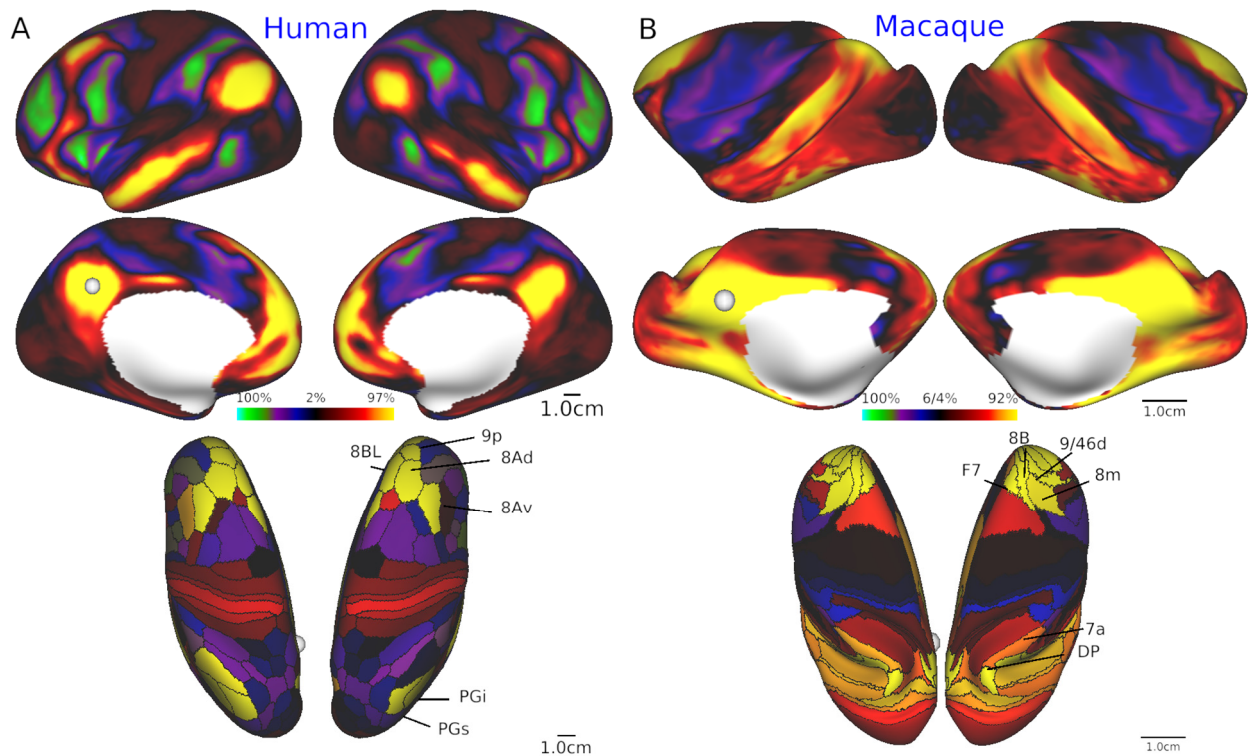 A Human
B Macaque
100% 2% 97%
1.0cm
100% 6/4% 92%
1.0cm
9p
8BL
8Ad
8Av
PGi
PGs
1.0cm
8B
9/46d
F7
8m
7a
DP
1.0cm